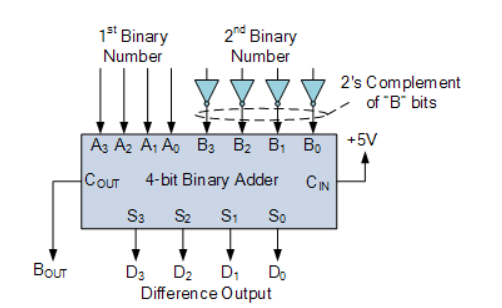 1st Binary Number
2nd Binary Number
2's Complement
of "B" bits
A3 A2 A1 A0 B3 B2 B1 B0
+5V
COUT 4-bit Binary Adder CIN
S3 S2 S1 S0
BOUT
D3 D2 D1 D0
Difference Output